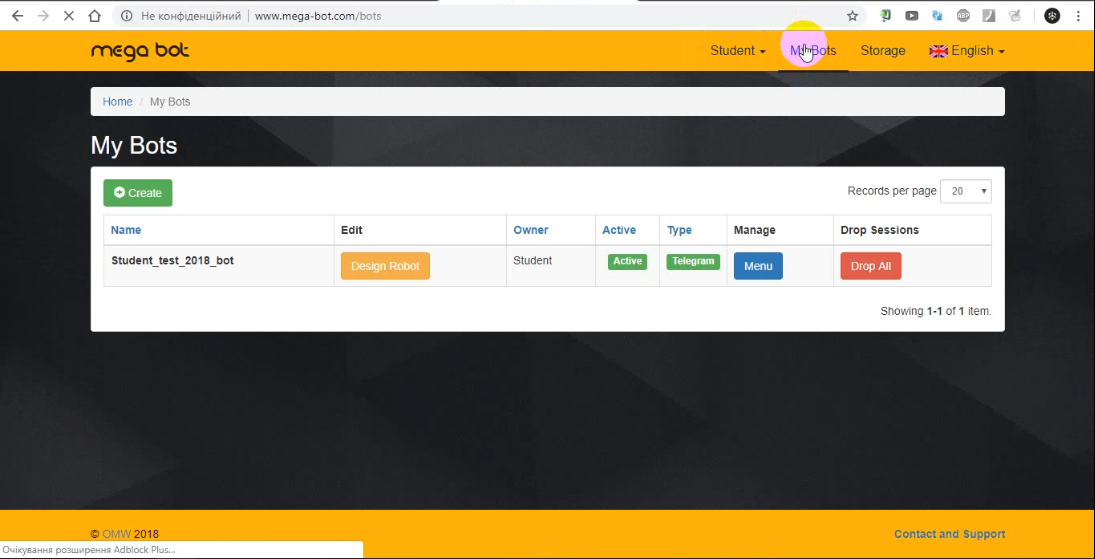 Не конфіденційний | www.mega-bot.com/bots
mega bot Student My Bots Storage English
Home / My Bots
My Bots
Create Records per page 20
Name Edit Owner Active Type Manage Drop Sessions
Student_test_2018_bot Design Robot Student Active Telegram Menu Drop All
Showing 1-1 of 1 item.
© OMW 2018 Contact and Support
Очікування розширення Adblock Plus...